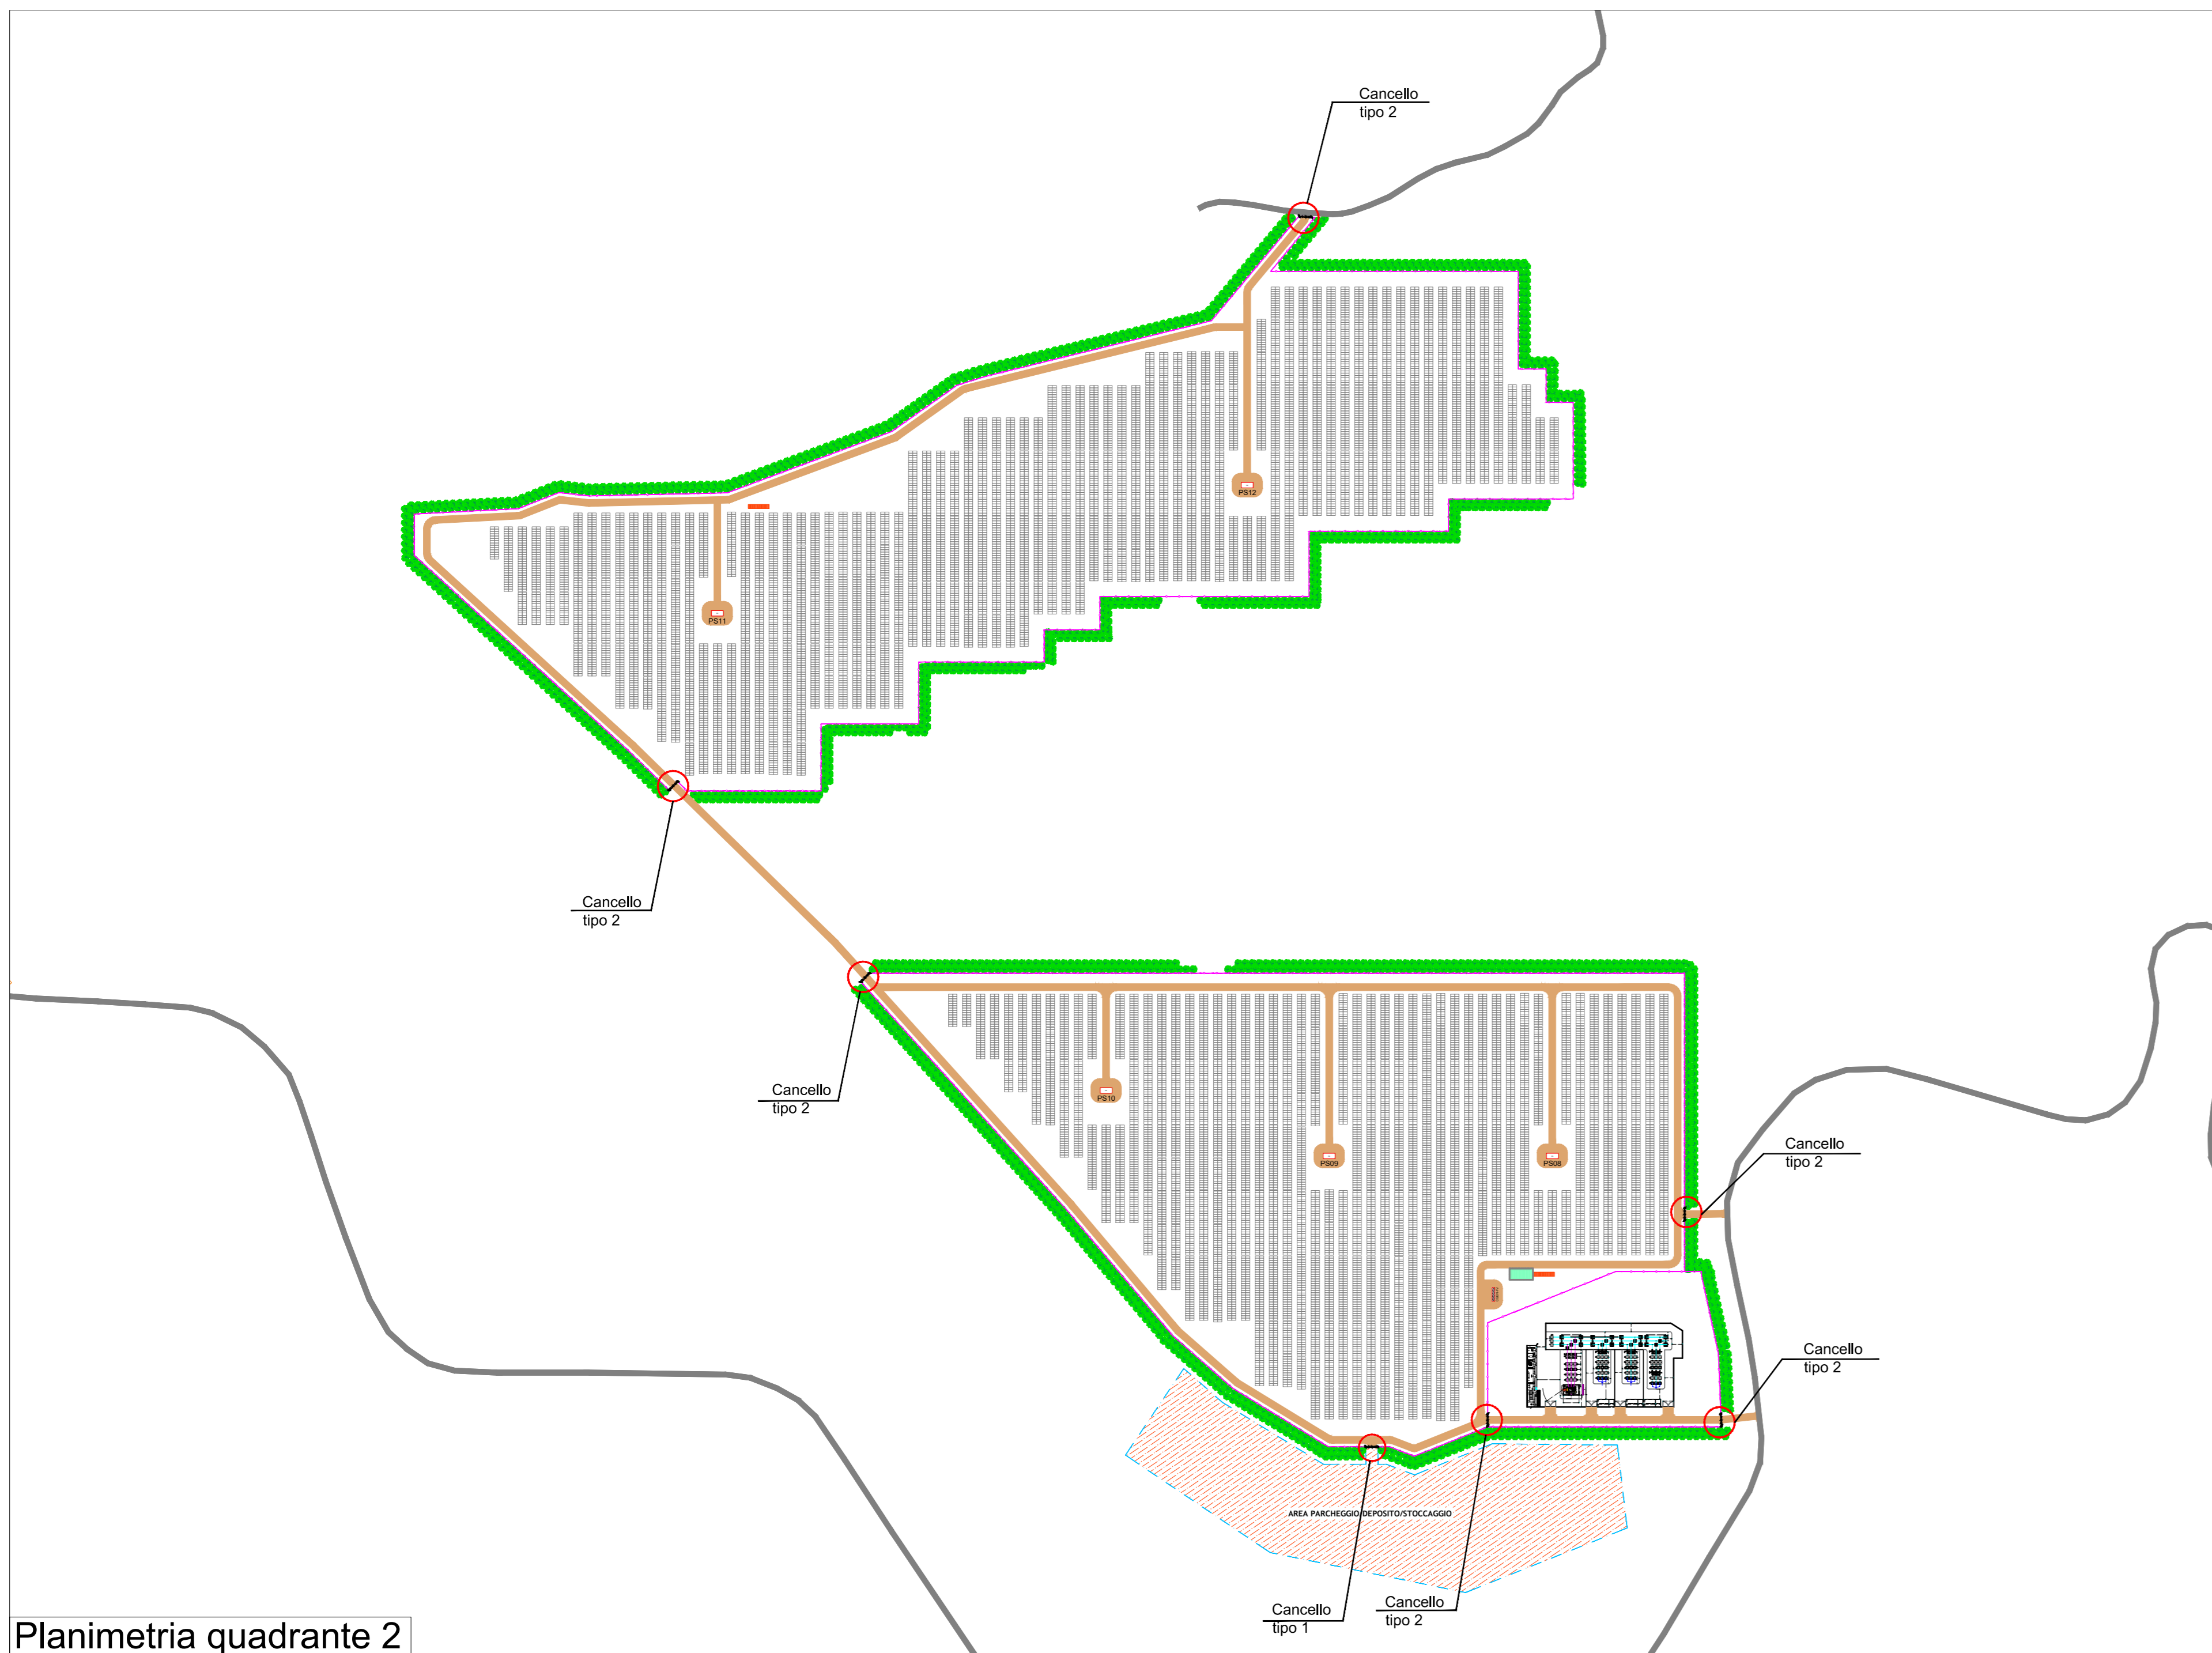 Cancello
tipo 2
PS12
PS11
Cancello
tipo 2
Cancello
tipo 2
PS10
PS09
PS08
Cancello
tipo 2
Cancello
tipo 2
AREA PARCHEGGIO/DEPOSITO/STOCCAGGIO
Cancello
tipo 1
Cancello
tipo 2
Planimetria quadrante 2